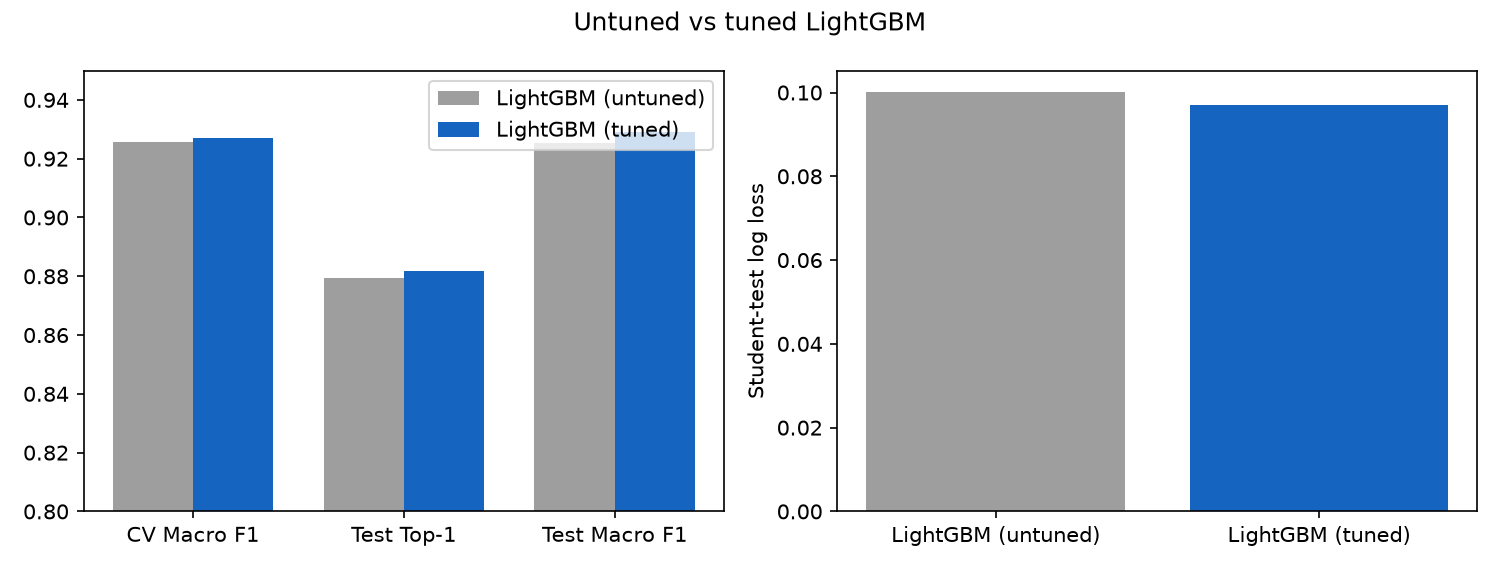 Untuned vs tuned LightGBM
0.94
0.92
0.90
0.88
0.86
0.84
0.82
0.80
LightGBM (untuned)
LightGBM (tuned)
CV Macro F1
Test Top-1
Test Macro F1
Student-test log loss
0.10
0.08
0.06
0.04
0.02
0.00
LightGBM (untuned)
LightGBM (tuned)